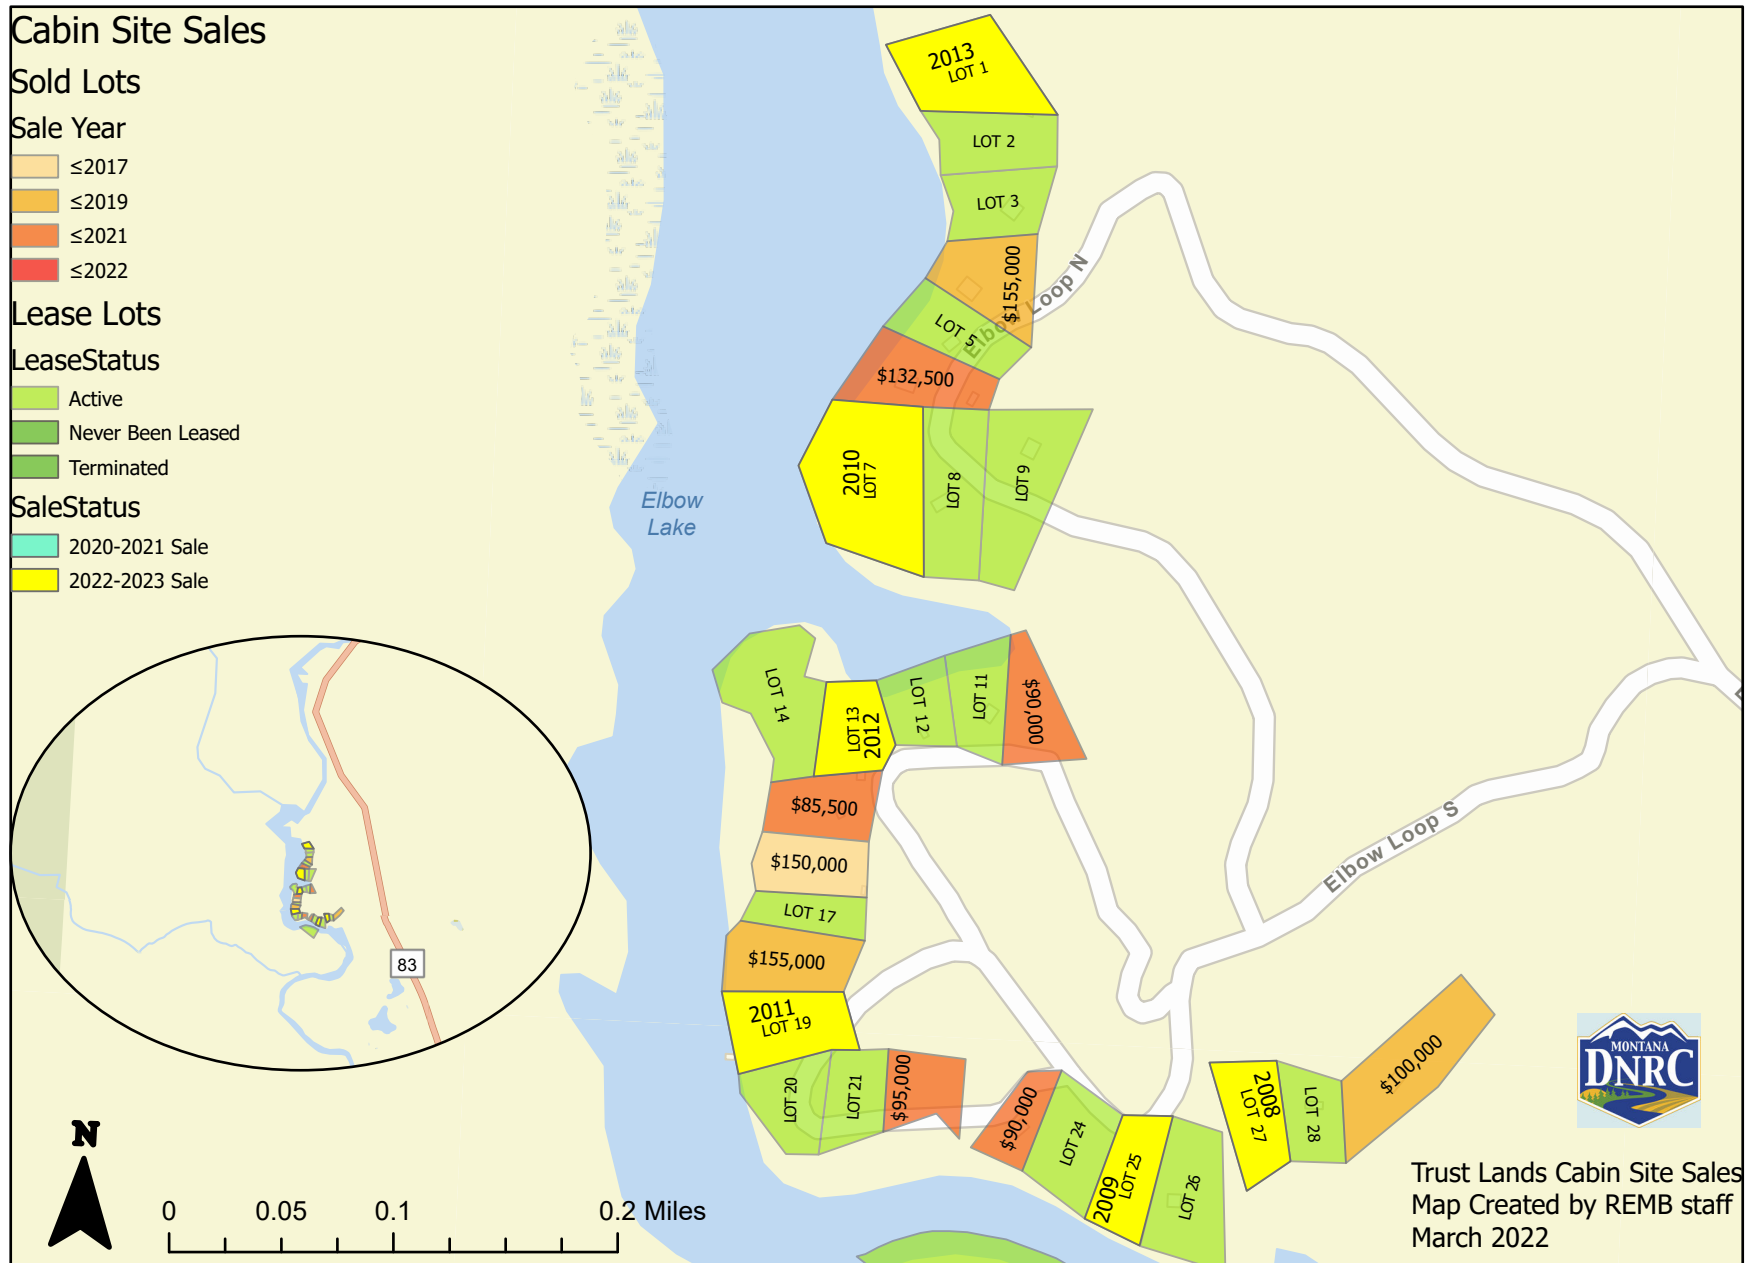 Cabin Site Sales
Sold Lots
Sale Year
≤2017
≤2019
≤2021
≤2022
Lease Lots
LeaseStatus
Active
Never Been Leased
Terminated
SaleStatus
2020-2021 Sale
2022-2023 Sale
2013
LOT 1
LOT 2
LOT 3
$155,000
Elbow Loop N
LOT 5
$132,500
2010
LOT 7
LOT 8
LOT 9
Elbow
Lake
LOT 14
LOT 13
2012
LOT 12
LOT 11
$90,000
$85,500
$150,000
LOT 17
$155,000
2011
LOT 19
LOT 20
LOT 21
$95,000
$90,000
LOT 24
2009
LOT 25
LOT 26
2008
LOT 27
LOT 28
$100,000
Elbow Loop S
83
N
0
0.05
0.1
0.2 Miles
MONTANA
DNRC
Trust Lands Cabin Site Sales
Map Created by REMB staff
March 2022